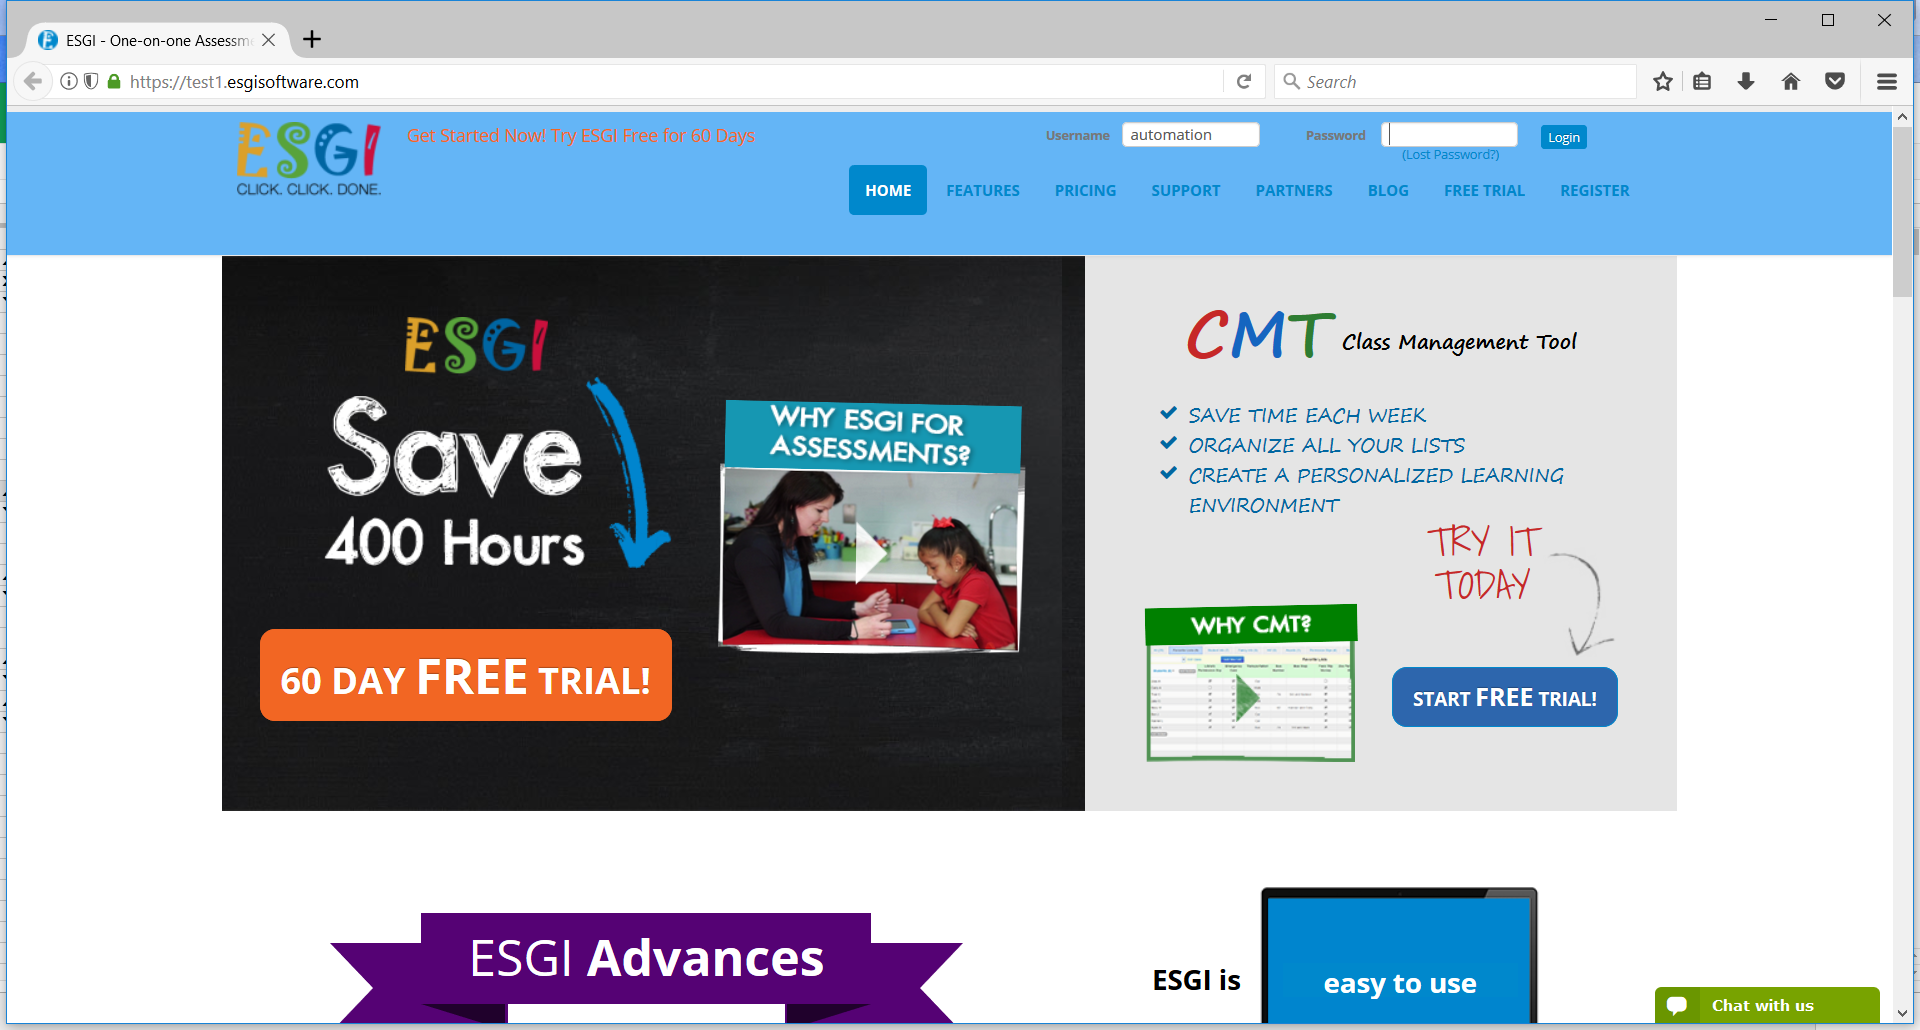 ESGI - One-on-one Assessm
https://test1.esgisoftware.com
Search
ESGI
CLICK. CLICK. DONE.
Get Started Now! Try ESGI Free for 60 Days
Username
automation
Password
Login
(Lost Password?)
HOME
FEATURES
PRICING
SUPPORT
PARTNERS
BLOG
FREE TRIAL
REGISTER
ESGI
Save
400 Hours
WHY ESGI FOR
ASSESSMENTS?
60 DAY FREE TRIAL!
CMT Class Management Tool
SAVE TIME EACH WEEK
ORGANIZE ALL YOUR LISTS
CREATE A PERSONALIZED LEARNING
ENVIRONMENT
TRY IT
TODAY
WHY CMT?
START FREE TRIAL!
ESGI Advances
ESGI is
easy to use
Chat with us